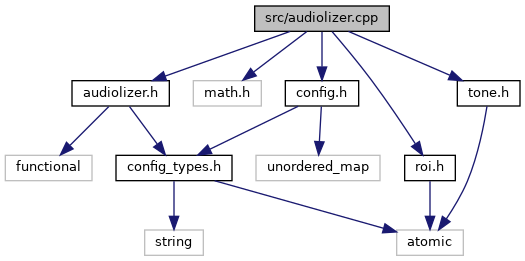 src/audiolizer.cpp
audiolizer.h
math.h
config.h
tone.h
functional
config_types.h
unordered_map
roi.h
string
atomic